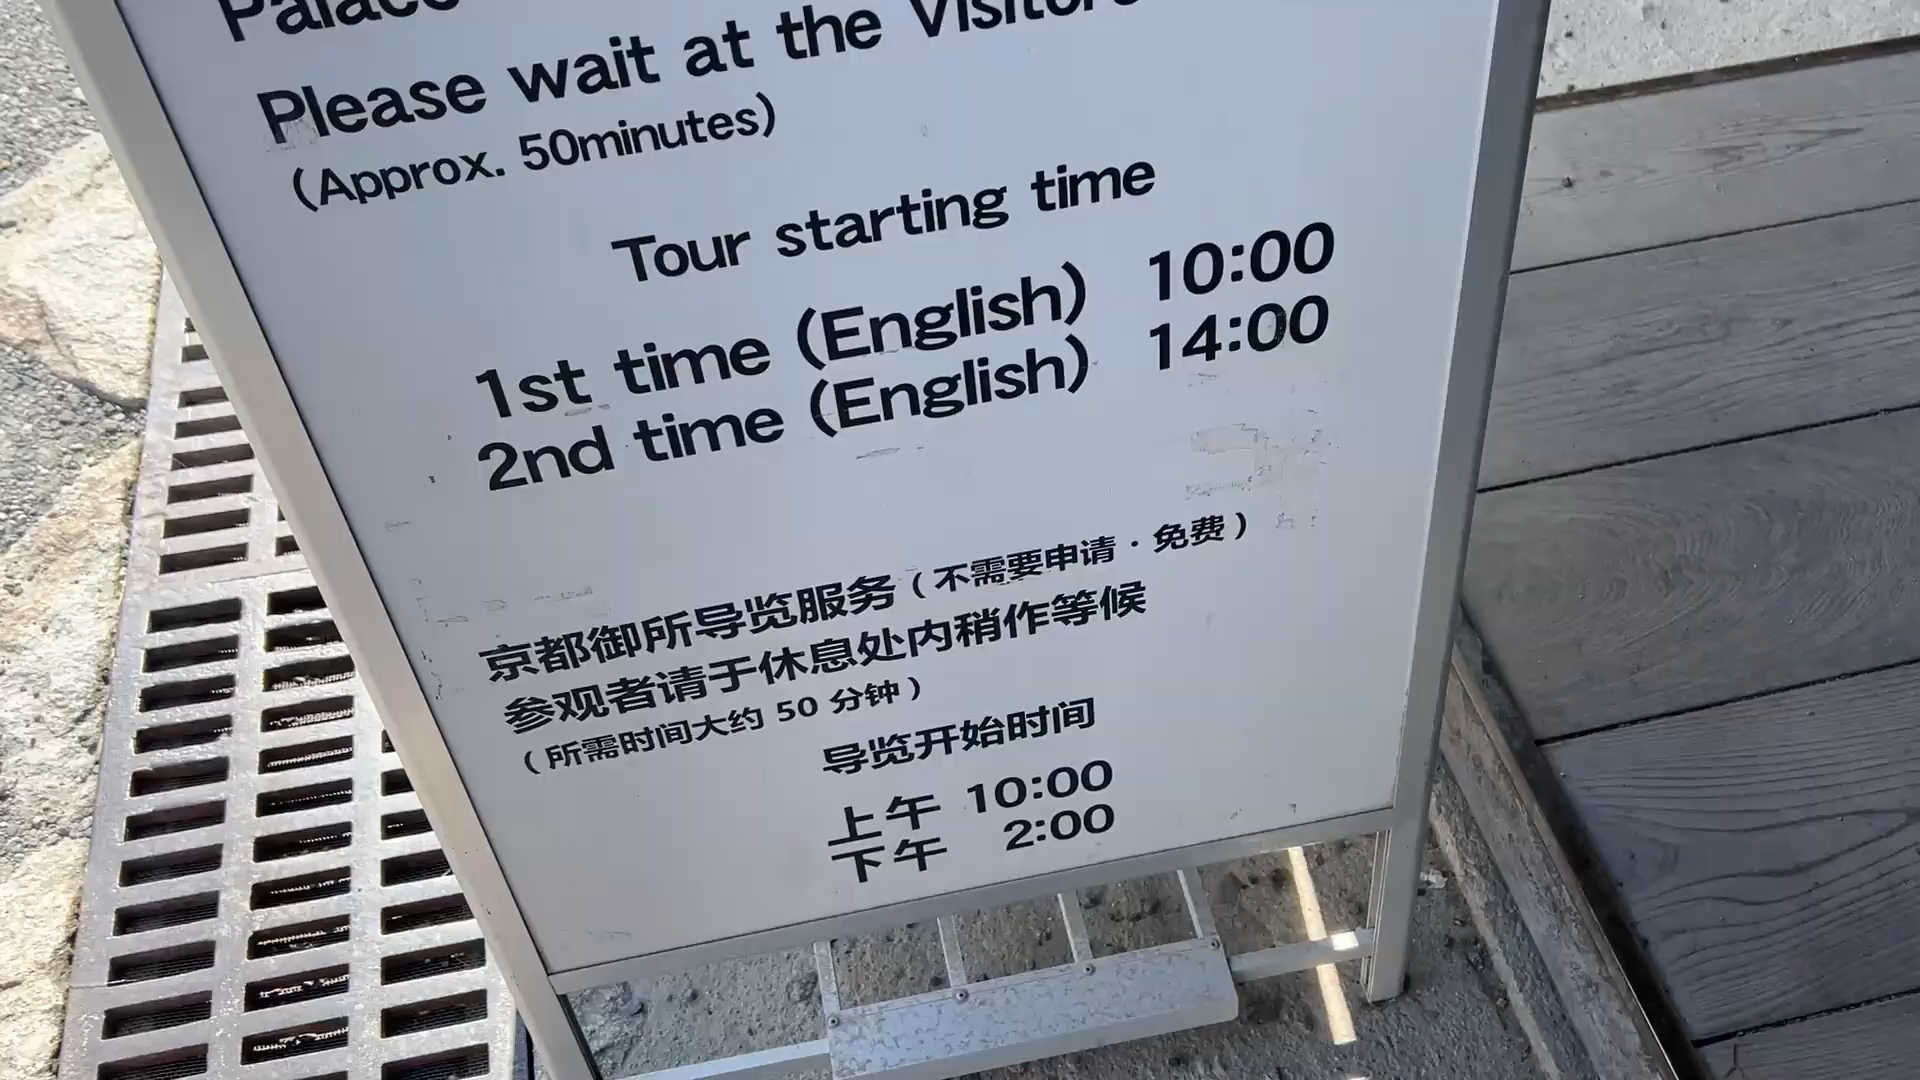 Palace
Please wait at the Visitors
(Approx. 50minutes)
Tour starting time
1st time (English) 10:00
2nd time (English) 14:00
京都御所导览服务（不需要申请・免费）
参观者请于休息处内稍作等候
（所需时间大约 50 分钟）
导览开始时间
上午 10:00
下午 2:00